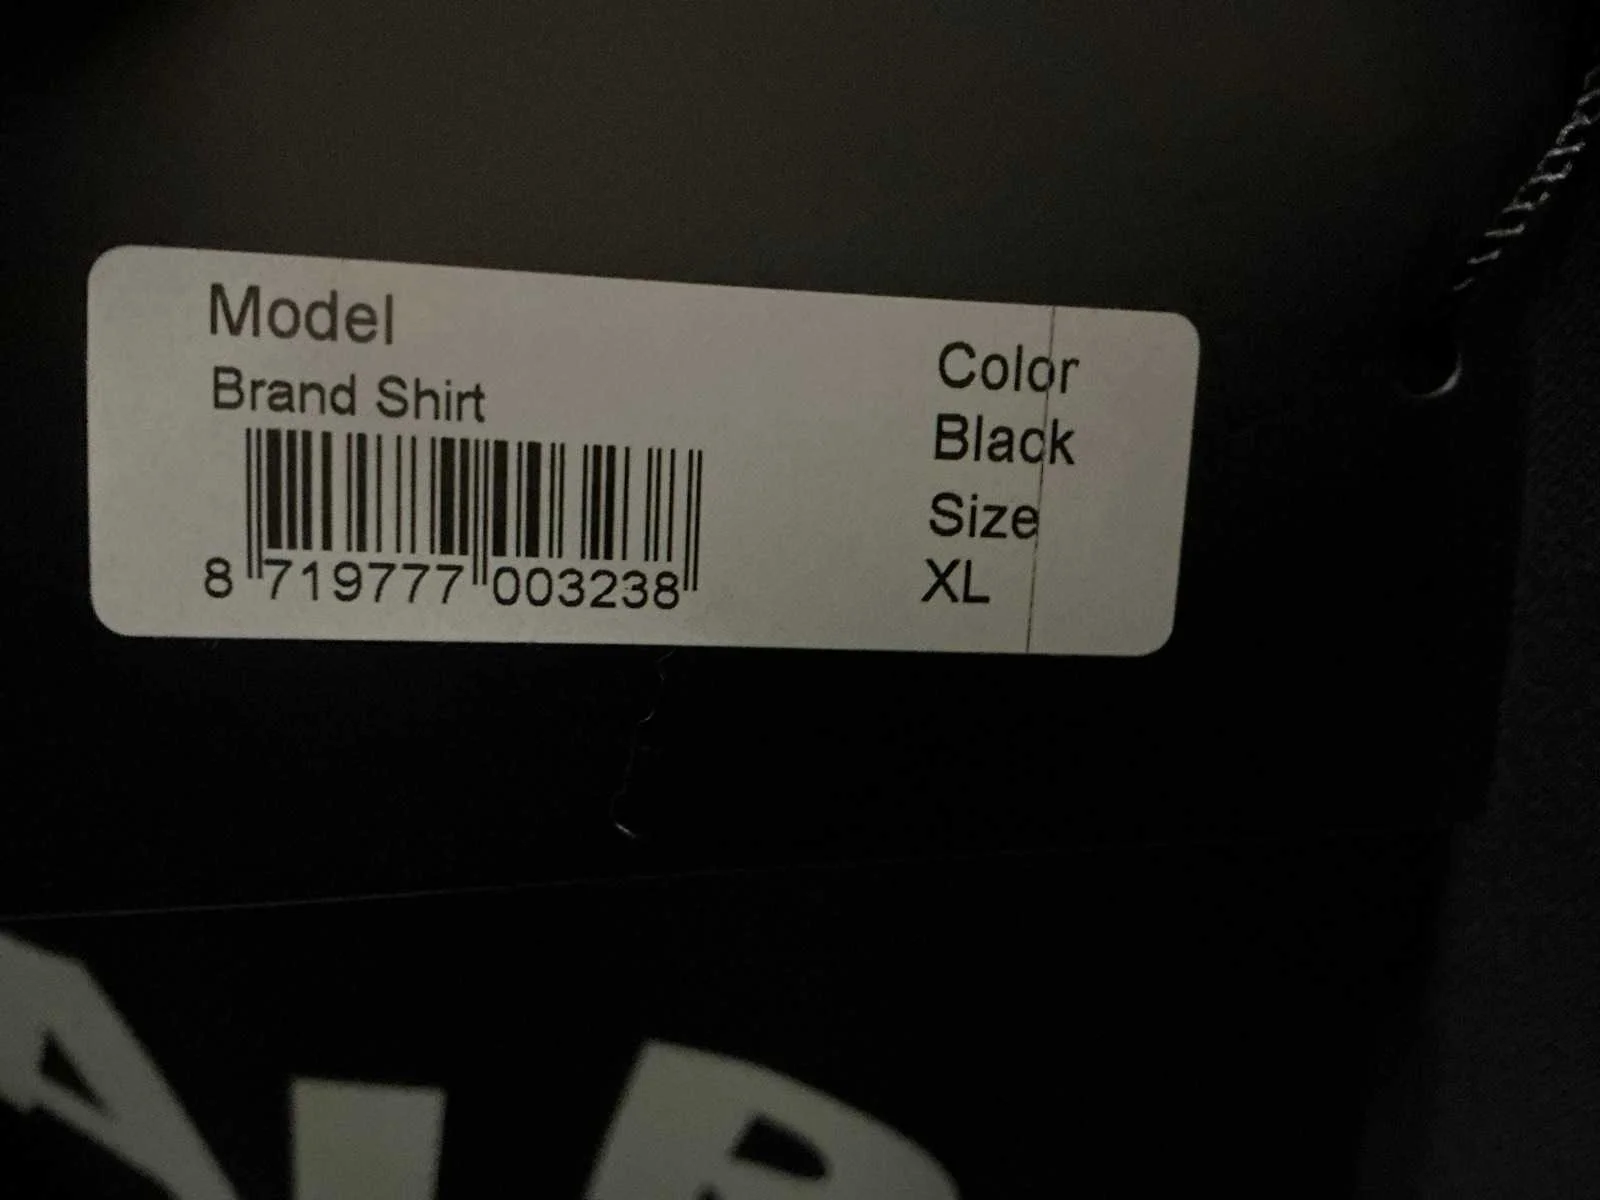 Model
Brand Shirt
8 719777 003238
Color
Black
Size
XL